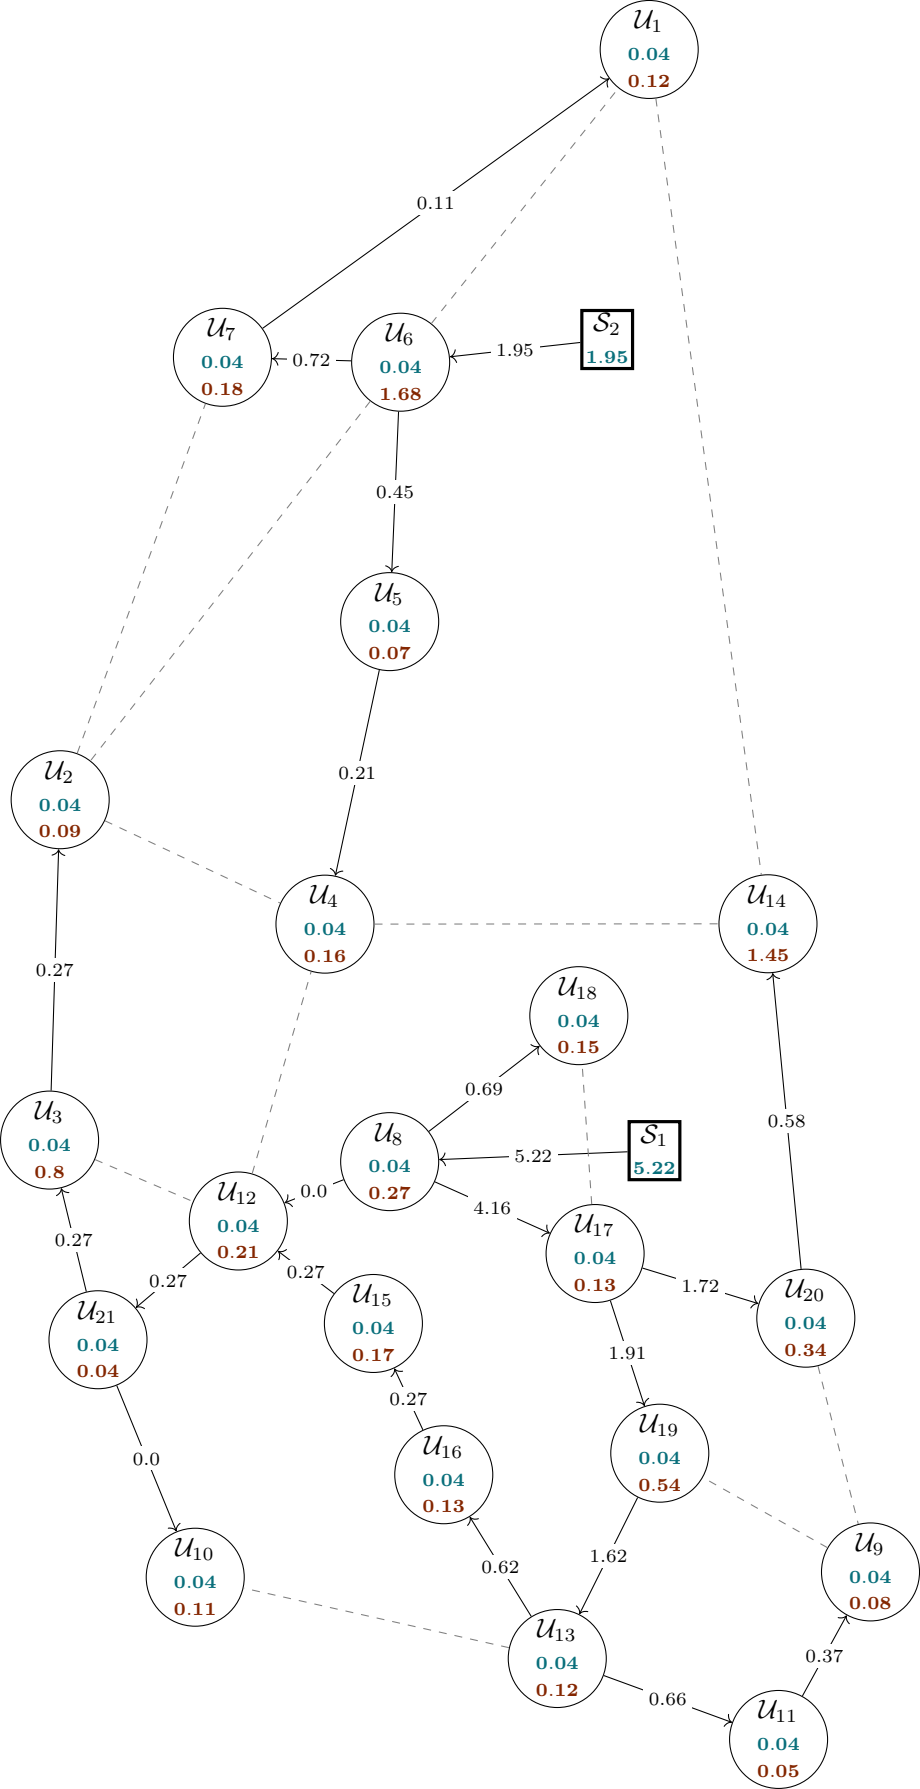 𝒰₁
0.04
0.12
0.11
𝒰₇
0.04
0.18
0.72
𝒰₆
0.04
1.68
1.95
𝒮₂
1.95
0.45
𝒰₅
0.04
0.07
0.21
𝒰₂
0.04
0.09
𝒰₄
0.04
0.16
𝒰₁₄
0.04
1.45
0.27
𝒰₁₈
0.04
0.15
0.69
0.58
𝒰₃
0.04
0.8
𝒰₈
0.04
0.27
5.22
𝒮₁
5.22
𝒰₁₂
0.04
0.21
0.0
4.16
𝒰₁₇
0.04
0.13
0.27
0.27
0.27
1.72
𝒰₂₁
0.04
0.04
𝒰₁₅
0.04
0.17
𝒰₂₀
0.04
0.34
1.91
0.27
𝒰₁₉
0.04
0.54
0.0
𝒰₁₆
0.04
0.13
𝒰₁₀
0.04
0.11
0.62
1.62
𝒰₉
0.04
0.08
𝒰₁₃
0.04
0.12
0.37
0.66
𝒰₁₁
0.04
0.05